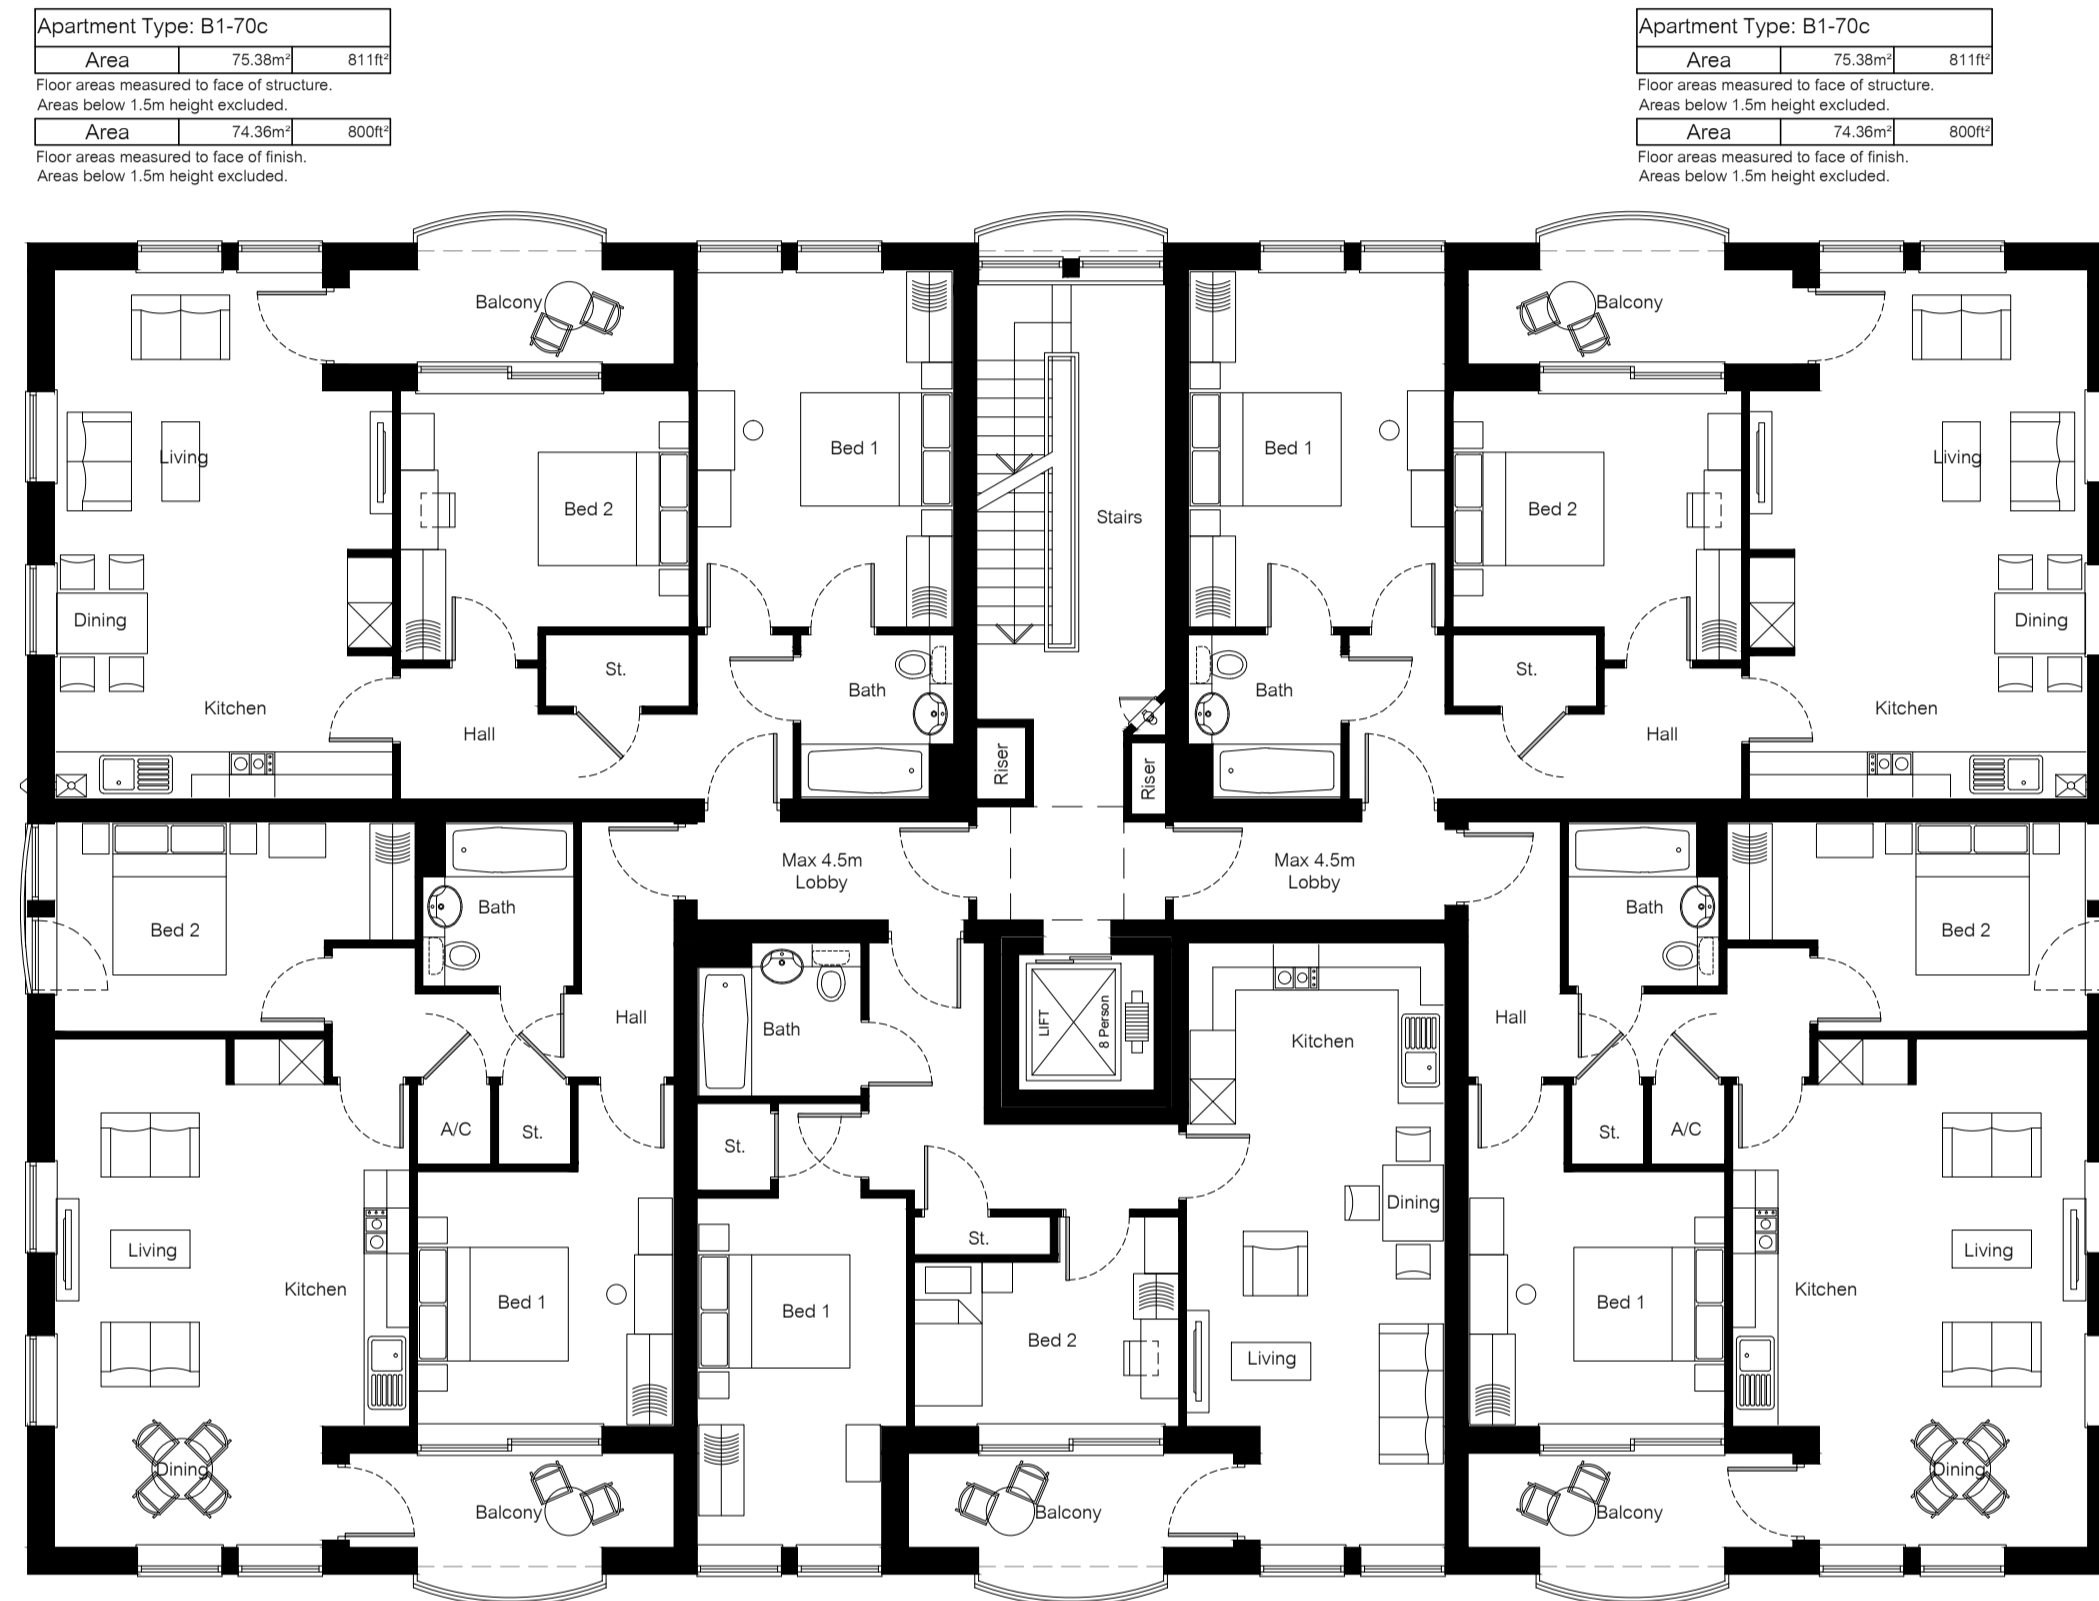 Apartment Type: B1-70c
Area 75.38m² 811ft²
Floor areas measured to face of structure.
Areas below 1.5m height excluded.
Area 74.36m² 800ft²
Floor areas measured to face of finish.
Areas below 1.5m height excluded.
Apartment Type: B1-70c
Area 75.38m² 811ft²
Floor areas measured to face of structure.
Areas below 1.5m height excluded.
Area 74.36m² 800ft²
Floor areas measured to face of finish.
Areas below 1.5m height excluded.
Balcony
Living
Bed 2
Bed 1
Dining
St.
Bath
Kitchen
Hall
Stairs
Riser
Riser
Balcony
Bed 1
Bed 2
Living
Dining
St.
Bath
Hall
Kitchen
Max 4.5m
Lobby
Max 4.5m
Lobby
Bed 2
Bath
Hall
A/C
St.
Living
Kitchen
Bed 1
Dining
Balcony
Bath
St.
Bed 1
St.
Bed 2
LIFT
8 Person
Kitchen
Dining
Living
Balcony
Bath
Bed 2
Hall
St.
A/C
Bed 1
Living
Kitchen
Dining
Balcony